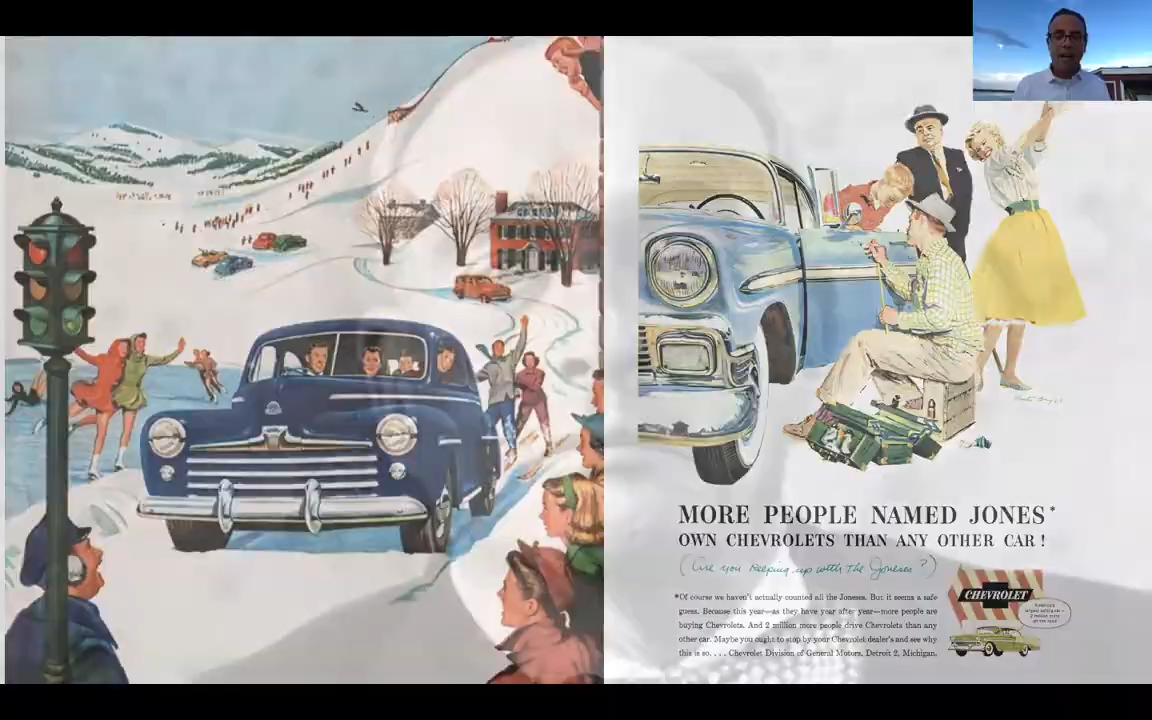 MORE PEOPLE NAMED JONES*
OWN CHEVROLETS THAN ANY OTHER CAR!
(Are you keeping up with the Joneses?)
*Of course we haven't actually counted all the Joneses. But it seems a safe
guess. Because this year—as they have year after year—more people are
buying Chevrolets. And 2 million more people drive Chevrolets than any
other car. Maybe you ought to stop by your Chevrolet dealer's and see why
this is so. . . . Chevrolet Division of General Motors, Detroit 2, Michigan.
CHEVROLET